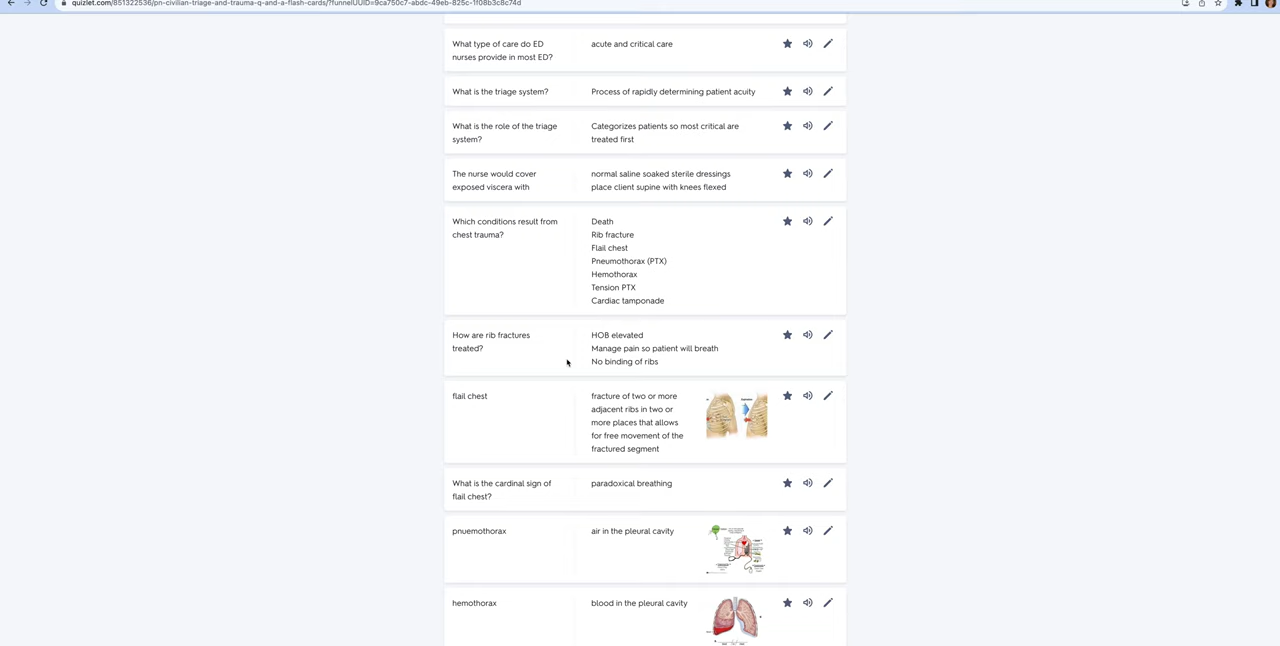 quizlet.com/851322536/pn-civilian-triage-and-trauma-q-and-a-flash-cards/?funnelUUID=9ca750c7-abdc-49eb-825c-1f08b3c8c74d
What type of care do ED
nurses provide in most ED?
acute and critical care
What is the triage system?
Process of rapidly determining patient acuity
What is the role of the triage
system?
Categorizes patients so most critical are
treated first
The nurse would cover
exposed viscera with
normal saline soaked sterile dressings
place client supine with knees flexed
Which conditions result from
chest trauma?
Death
Rib fracture
Flail chest
Pneumothorax (PTX)
Hemothorax
Tension PTX
Cardiac tamponade
How are rib fractures
treated?
HOB elevated
Manage pain so patient will breath
No binding of ribs
flail chest
fracture of two or more
adjacent ribs in two or
more places that allows
for free movement of the
fractured segment
What is the cardinal sign of
flail chest?
paradoxical breathing
pnuemothorax
air in the pleural cavity
hemothorax
blood in the pleural cavity